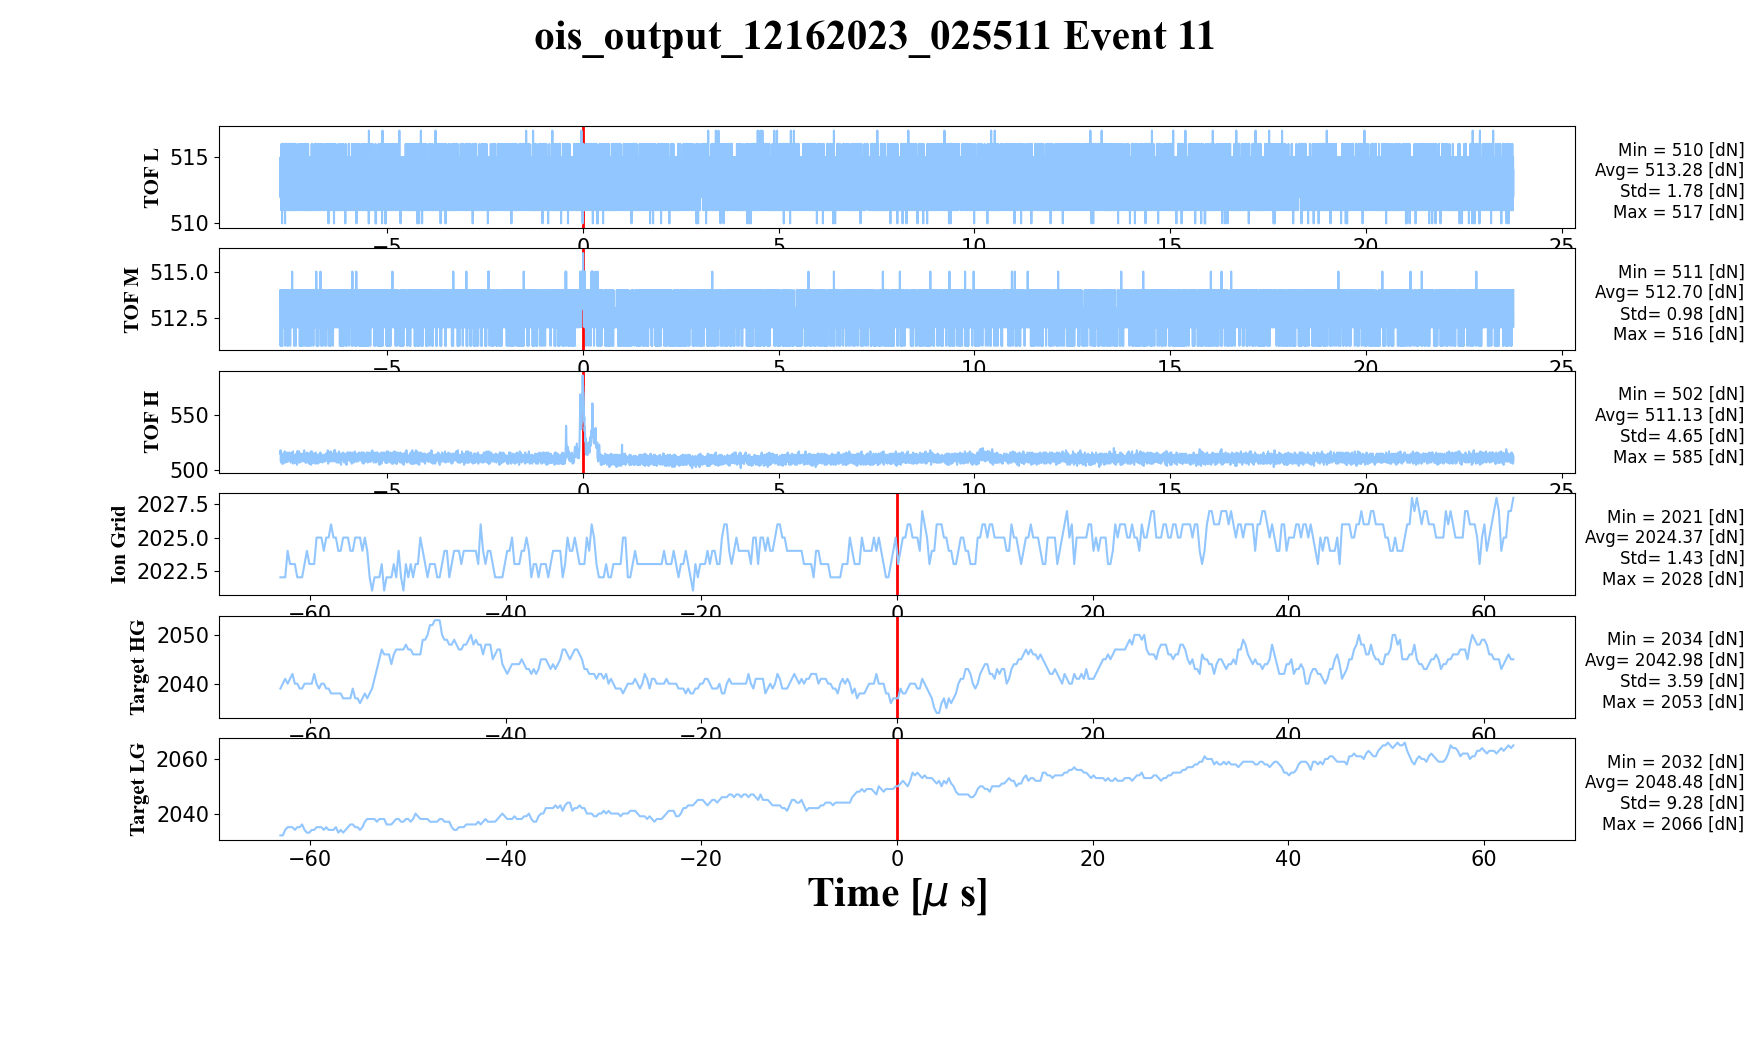 ois_output_12162023_025511 Event 11
TOF L
515
510
−5 0 5 10 15 20 25
Min = 510 [dN]
Avg= 513.28 [dN]
Std= 1.78 [dN]
Max = 517 [dN]
TOF M
515.0
512.5
−5 0 5 10 15 20 25
Min = 511 [dN]
Avg= 512.70 [dN]
Std= 0.98 [dN]
Max = 516 [dN]
TOF H
550
500
−5 0 5 10 15 20 25
Min = 502 [dN]
Avg= 511.13 [dN]
Std= 4.65 [dN]
Max = 585 [dN]
Ion Grid
2027.5
2025.0
2022.5
−60 −40 −20 0 20 40 60
Min = 2021 [dN]
Avg= 2024.37 [dN]
Std= 1.43 [dN]
Max = 2028 [dN]
Target HG
2050
2040
−60 −40 −20 0 20 40 60
Min = 2034 [dN]
Avg= 2042.98 [dN]
Std= 3.59 [dN]
Max = 2053 [dN]
Target LG
2060
2040
−60 −40 −20 0 20 40 60
Min = 2032 [dN]
Avg= 2048.48 [dN]
Std= 9.28 [dN]
Max = 2066 [dN]
Time [μ s]